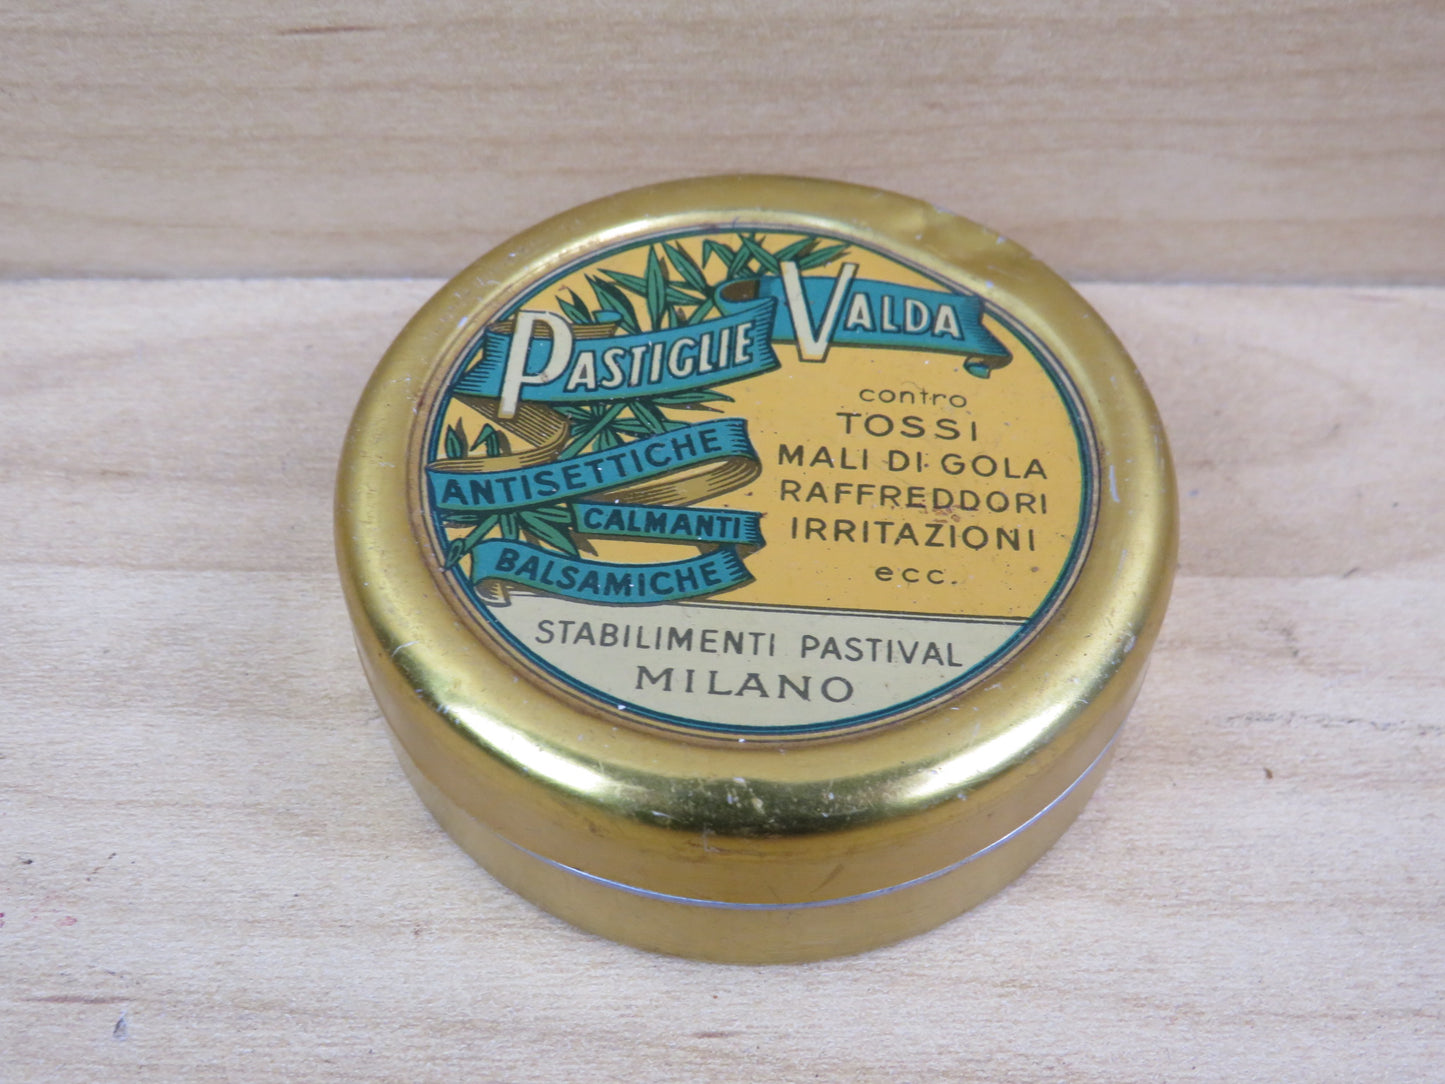 PASTIGLIE VALDA
ANTISETTICHE
CALMANTI
BALSAMICHE
contro
TOSSI
MALI DI GOLA
RAFFREDDORI
IRRITAZIONI
ecc.
STABILIMENTI PASTIVAL
MILANO